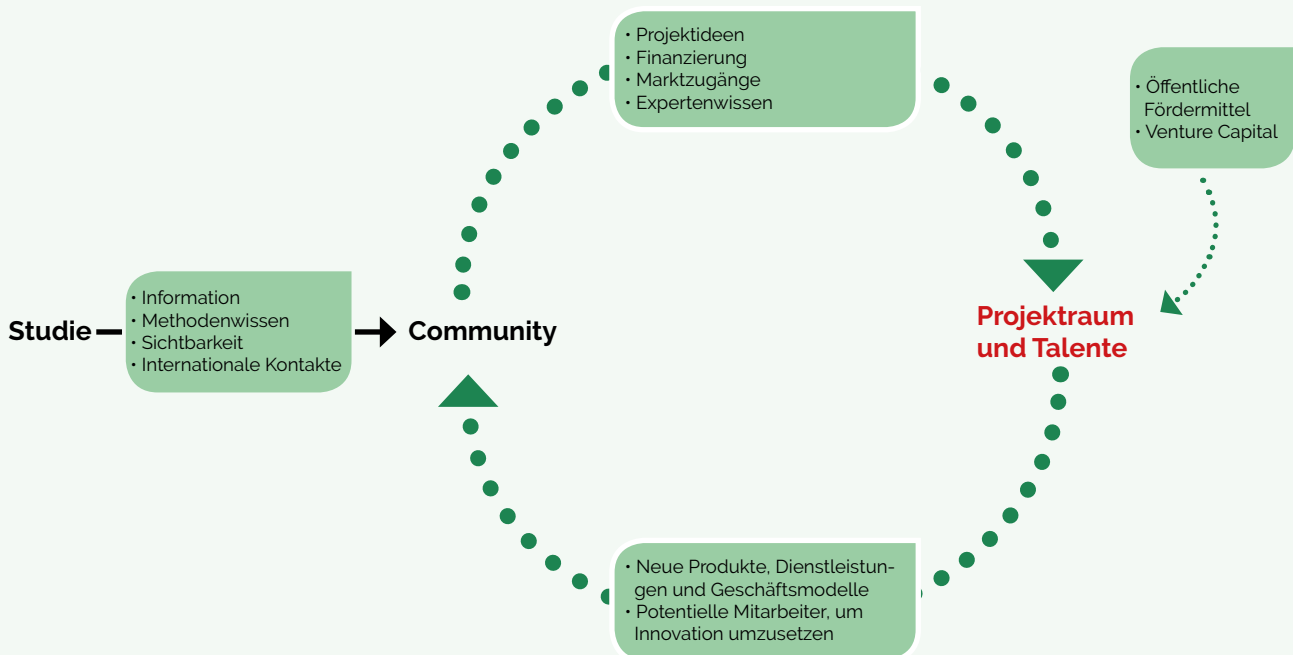 • Projektideen
• Finanzierung
• Marktzugänge
• Expertenwissen
• Öffentliche
Fördermittel
• Venture Capital
Studie
• Information
• Methodenwissen
• Sichtbarkeit
• Internationale Kontakte
Community
Projektraum
und Talente
• Neue Produkte, Dienstleistun-
gen und Geschäftsmodelle
• Potentielle Mitarbeiter, um
Innovation umzusetzen